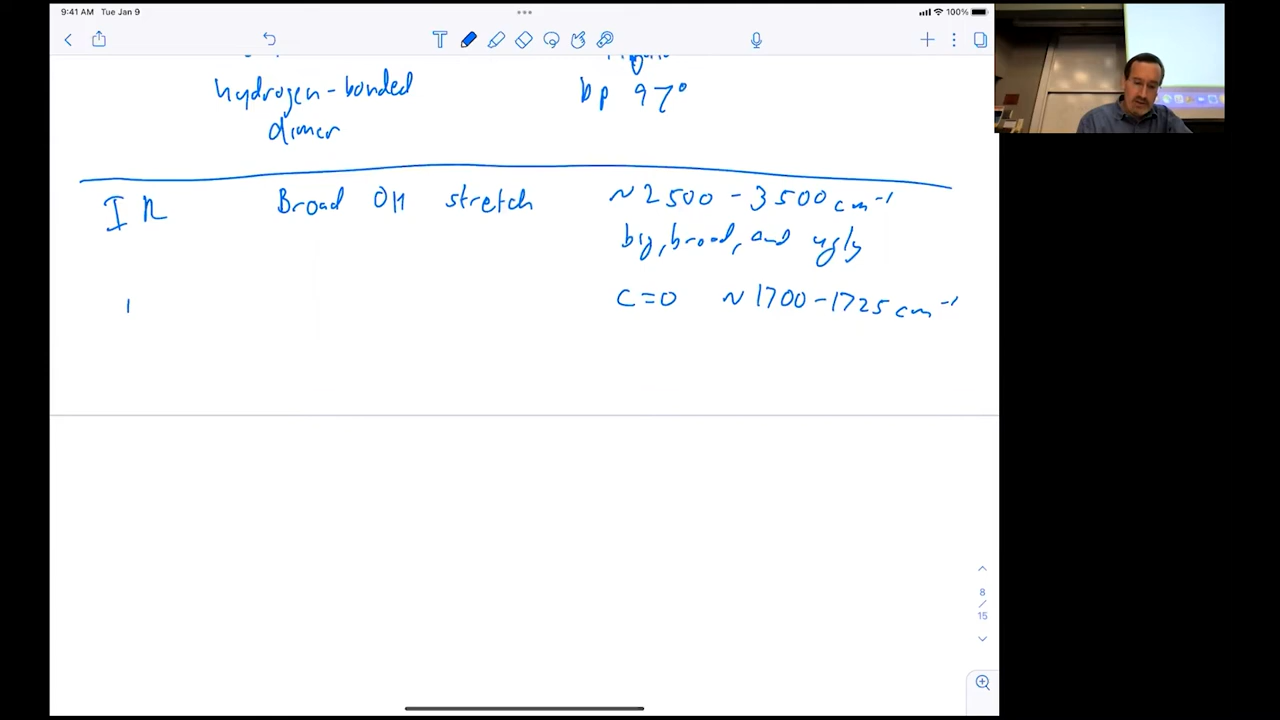 9:41 AM Tue Jan 9
100%
hydrogen-bonded
dimer
bp 97°
IR Broad OH stretch ~2500 - 3500 cm⁻¹
big, broad, and ugly
C=O ~1700-1725 cm⁻¹
8
/
15